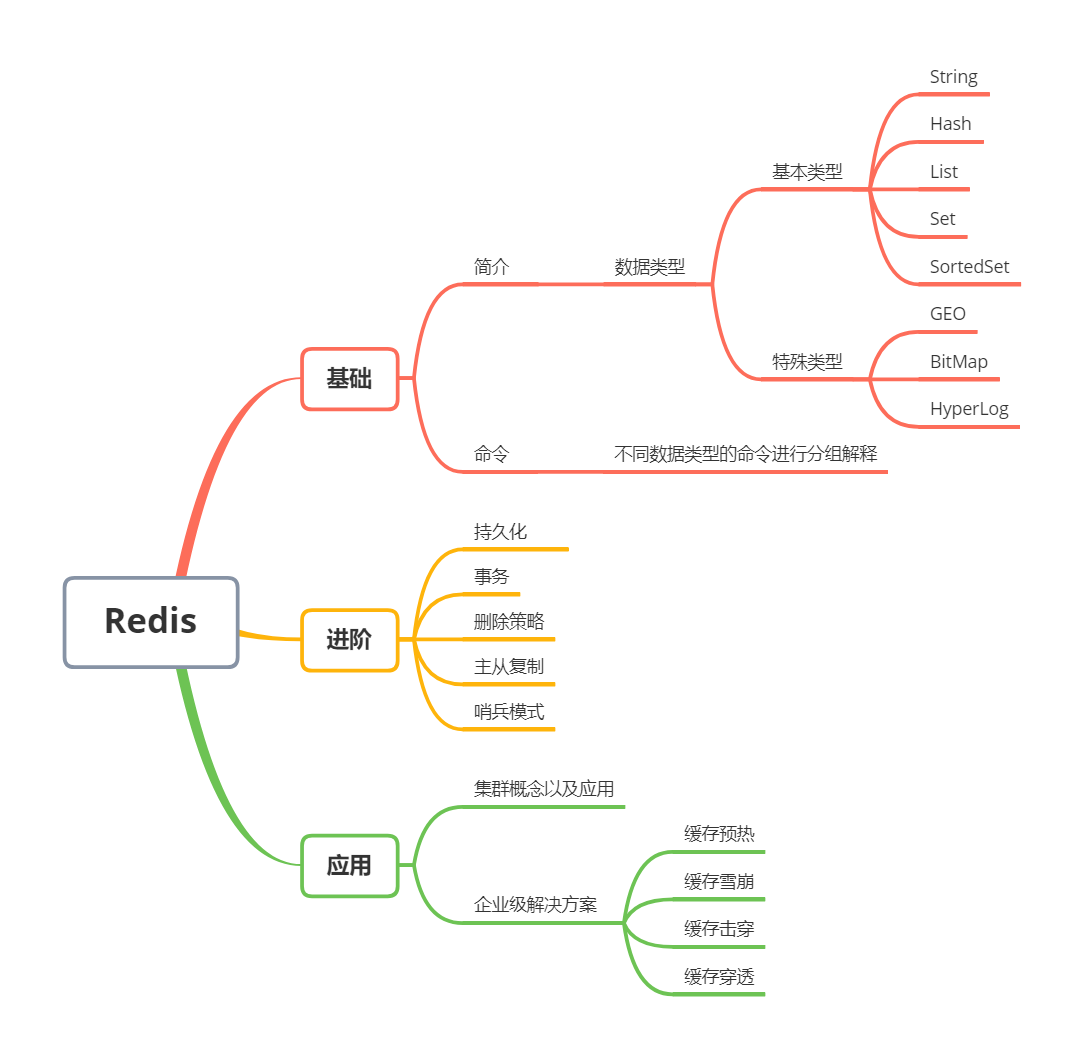 Redis
基础
简介
数据类型
基本类型
String
Hash
List
Set
SortedSet
特殊类型
GEO
BitMap
HyperLog
命令
不同数据类型的命令进行分组解释
进阶
持久化
事务
删除策略
主从复制
哨兵模式
应用
集群概念以及应用
企业级解决方案
缓存预热
缓存雪崩
缓存击穿
缓存穿透